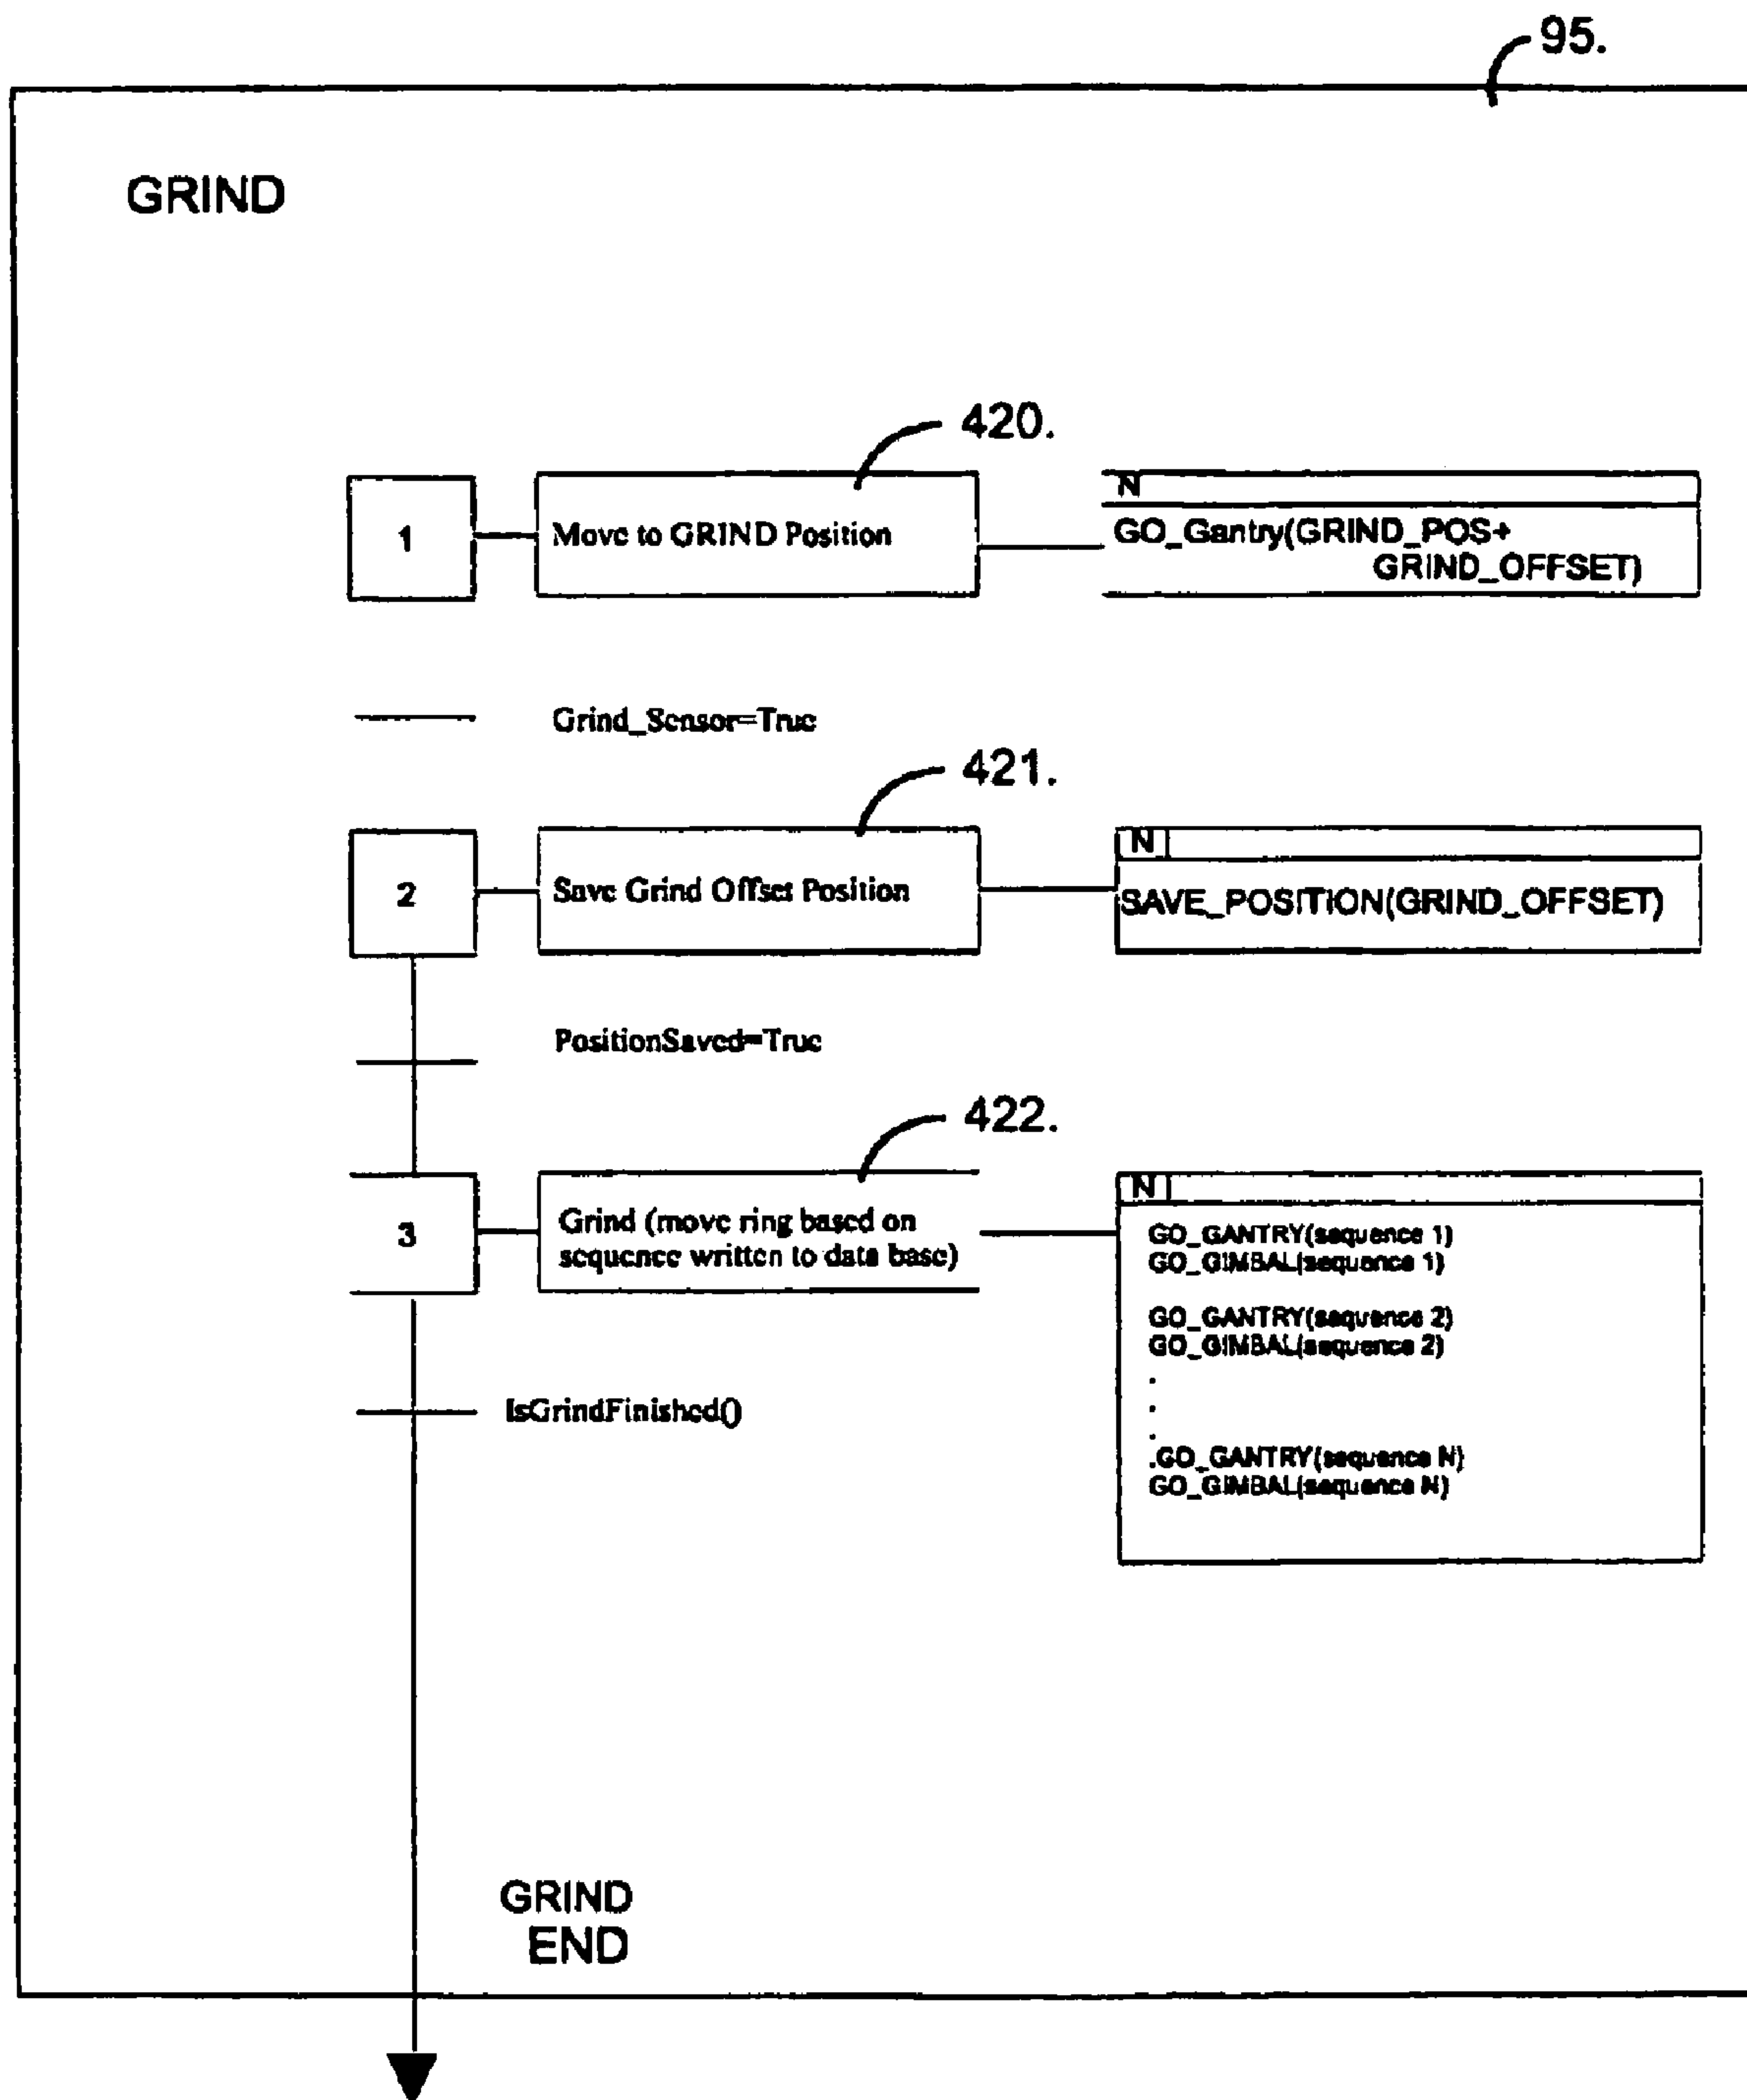 95.
GRIND
420.
1
Move to GRIND Position
N
GO_Gantry(GRIND_POS+
GRIND_OFFSET)
Grind_Sensor=True
421.
2
Save Grind Offset Position
N
SAVE_POSITION(GRIND_OFFSET)
PositionSaved=True
422.
3
Grind (move ring based on
sequence written to data base)
N
GO_GANTRY(sequence 1)
GO_GIMBAL(sequence 1)
GO_GANTRY(sequence 2)
GO_GIMBAL(sequence 2)
.
.
.
.GO_GANTRY(sequence N)
GO_GIMBAL(sequence N)
IsGrindFinished()
GRIND
END